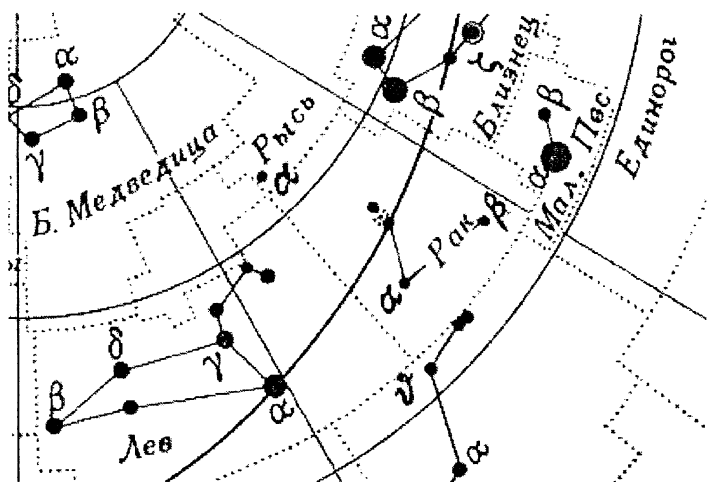 α
β
γ
Б. Медведица
Рысь
α
α
β
ξ
Близнец
β
α
Мал. Пес
Единорог
β
Рак
α
δ
γ
β
α
Лев
α